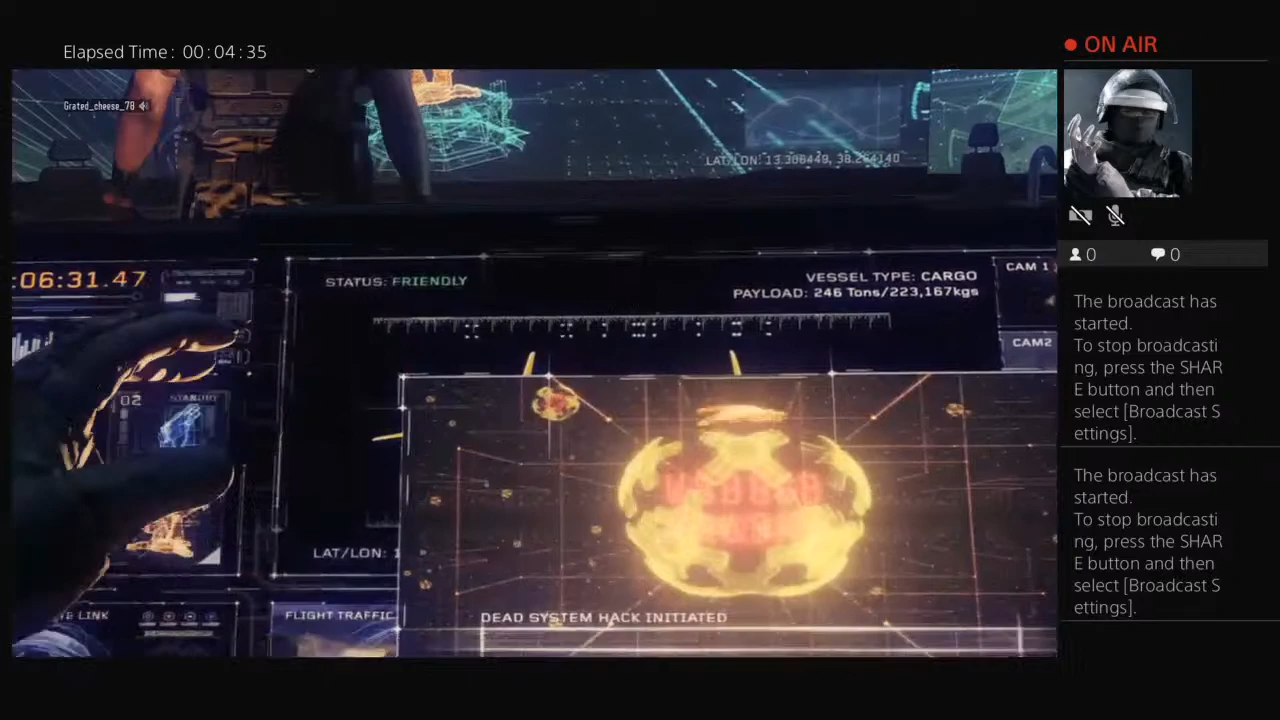 Elapsed Time: 00:04:35
ON AIR
Grated_cheese_78
LAT/LON: 13.306449, 38.264140
:06:31.47
STATUS: FRIENDLY
VESSEL TYPE: CARGO
PAYLOAD: 246 Tons/223,167kgs
CAM 1
CAM2
02
STANDBY
LAT/LON: 1
LINK
FLIGHT TRAFFIC
DEAD SYSTEM HACK INITIATED
0
0
The broadcast has
started.
To stop broadcasti
ng, press the SHAR
E button and then
select [Broadcast S
ettings].
The broadcast has
started.
To stop broadcasti
ng, press the SHAR
E button and then
select [Broadcast S
ettings].